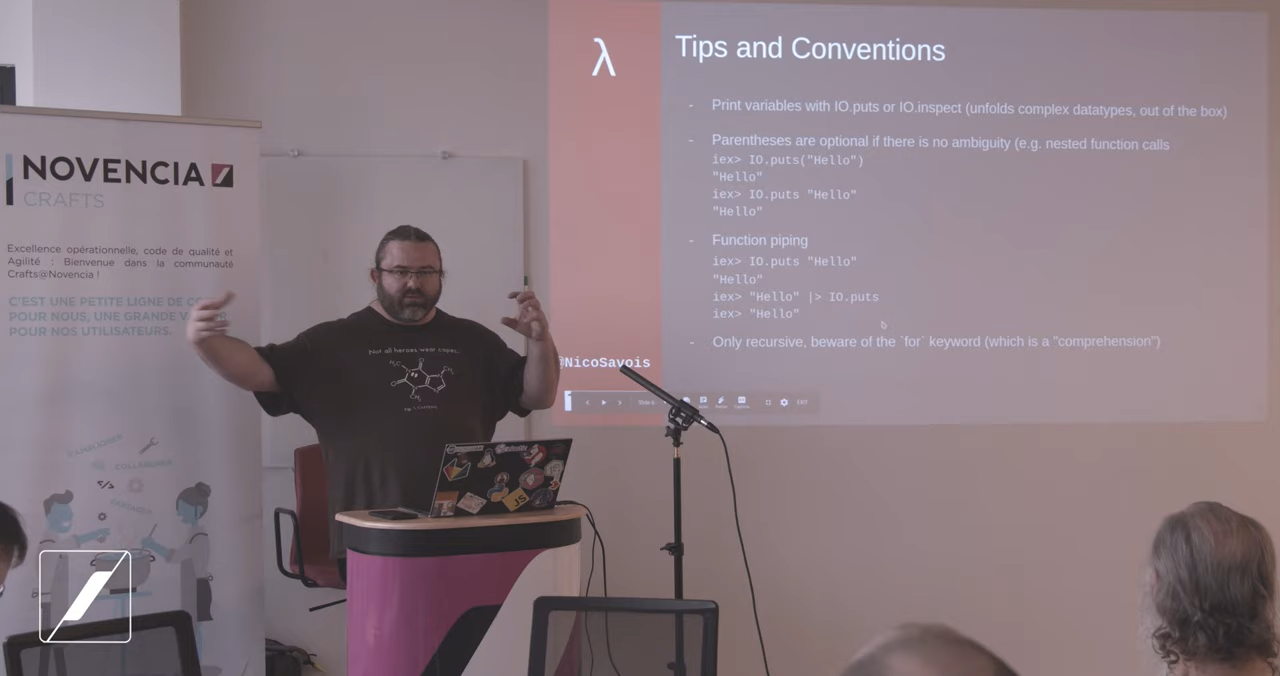 NOVENCIA
CRAFTS
Excellence opérationnelle, code de qualité et
Agilité : Bienvenue dans la communauté
Crafts@Novencia !
C'EST UNE PETITE LIGNE DE
POUR NOUS, UNE GRANDE
POUR NOS UTILISATEURS.
COLLABORER
PARTAGER
</>
Not all heroes wear capes...
CH₃
JS
λ
@NicoSavois
Tips and Conventions
- Print variables with IO.puts or IO.inspect (unfolds complex datatypes, out of the box)
- Parentheses are optional if there is no ambiguity (e.g. nested function calls
iex> IO.puts("Hello")
"Hello"
iex> IO.puts "Hello"
"Hello"
- Function piping
iex> IO.puts "Hello"
"Hello"
iex> "Hello" |> IO.puts
iex> "Hello"
- Only recursive, beware of the `for` keyword (which is a "comprehension")